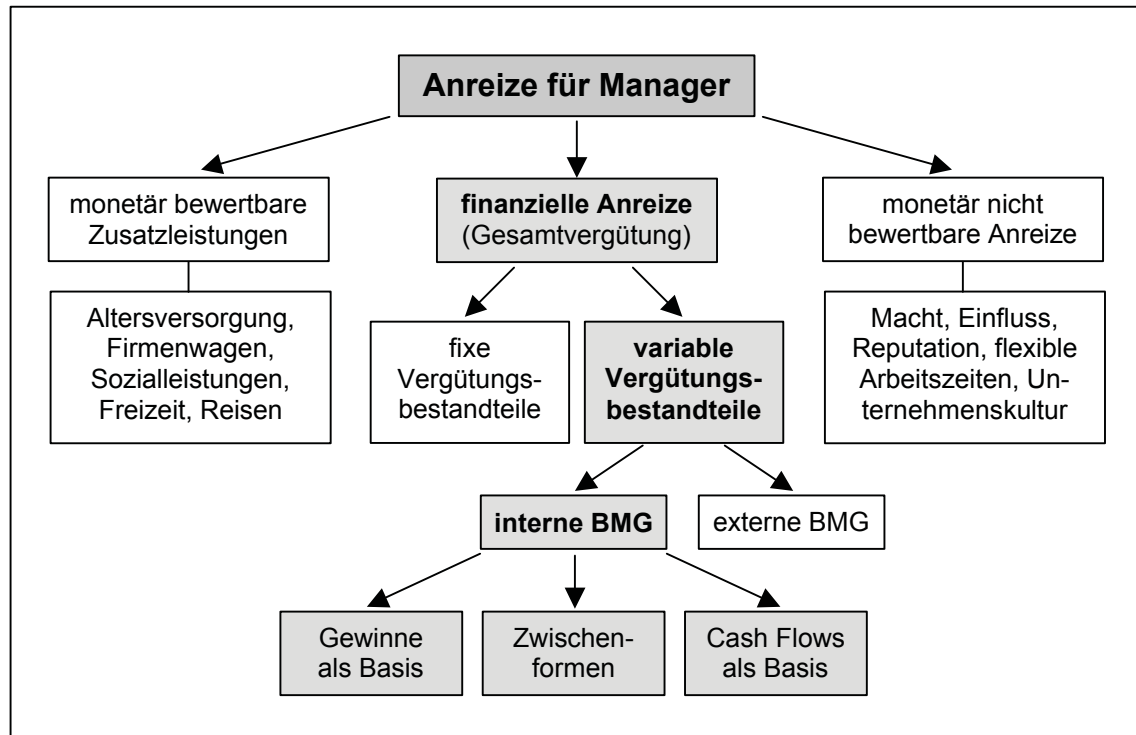 Anreize für Manager
monetär bewertbare
Zusatzleistungen
finanzielle Anreize
(Gesamtvergütung)
monetär nicht
bewertbare Anreize
Altersversorgung,
Firmenwagen,
Sozialleistungen,
Freizeit, Reisen
fixe
Vergütungs-
bestandteile
variable
Vergütungs-
bestandteile
Macht, Einfluss,
Reputation, flexible
Arbeitszeiten, Un-
ternehmenskultur
interne BMG
externe BMG
Gewinne
als Basis
Zwischen-
formen
Cash Flows
als Basis